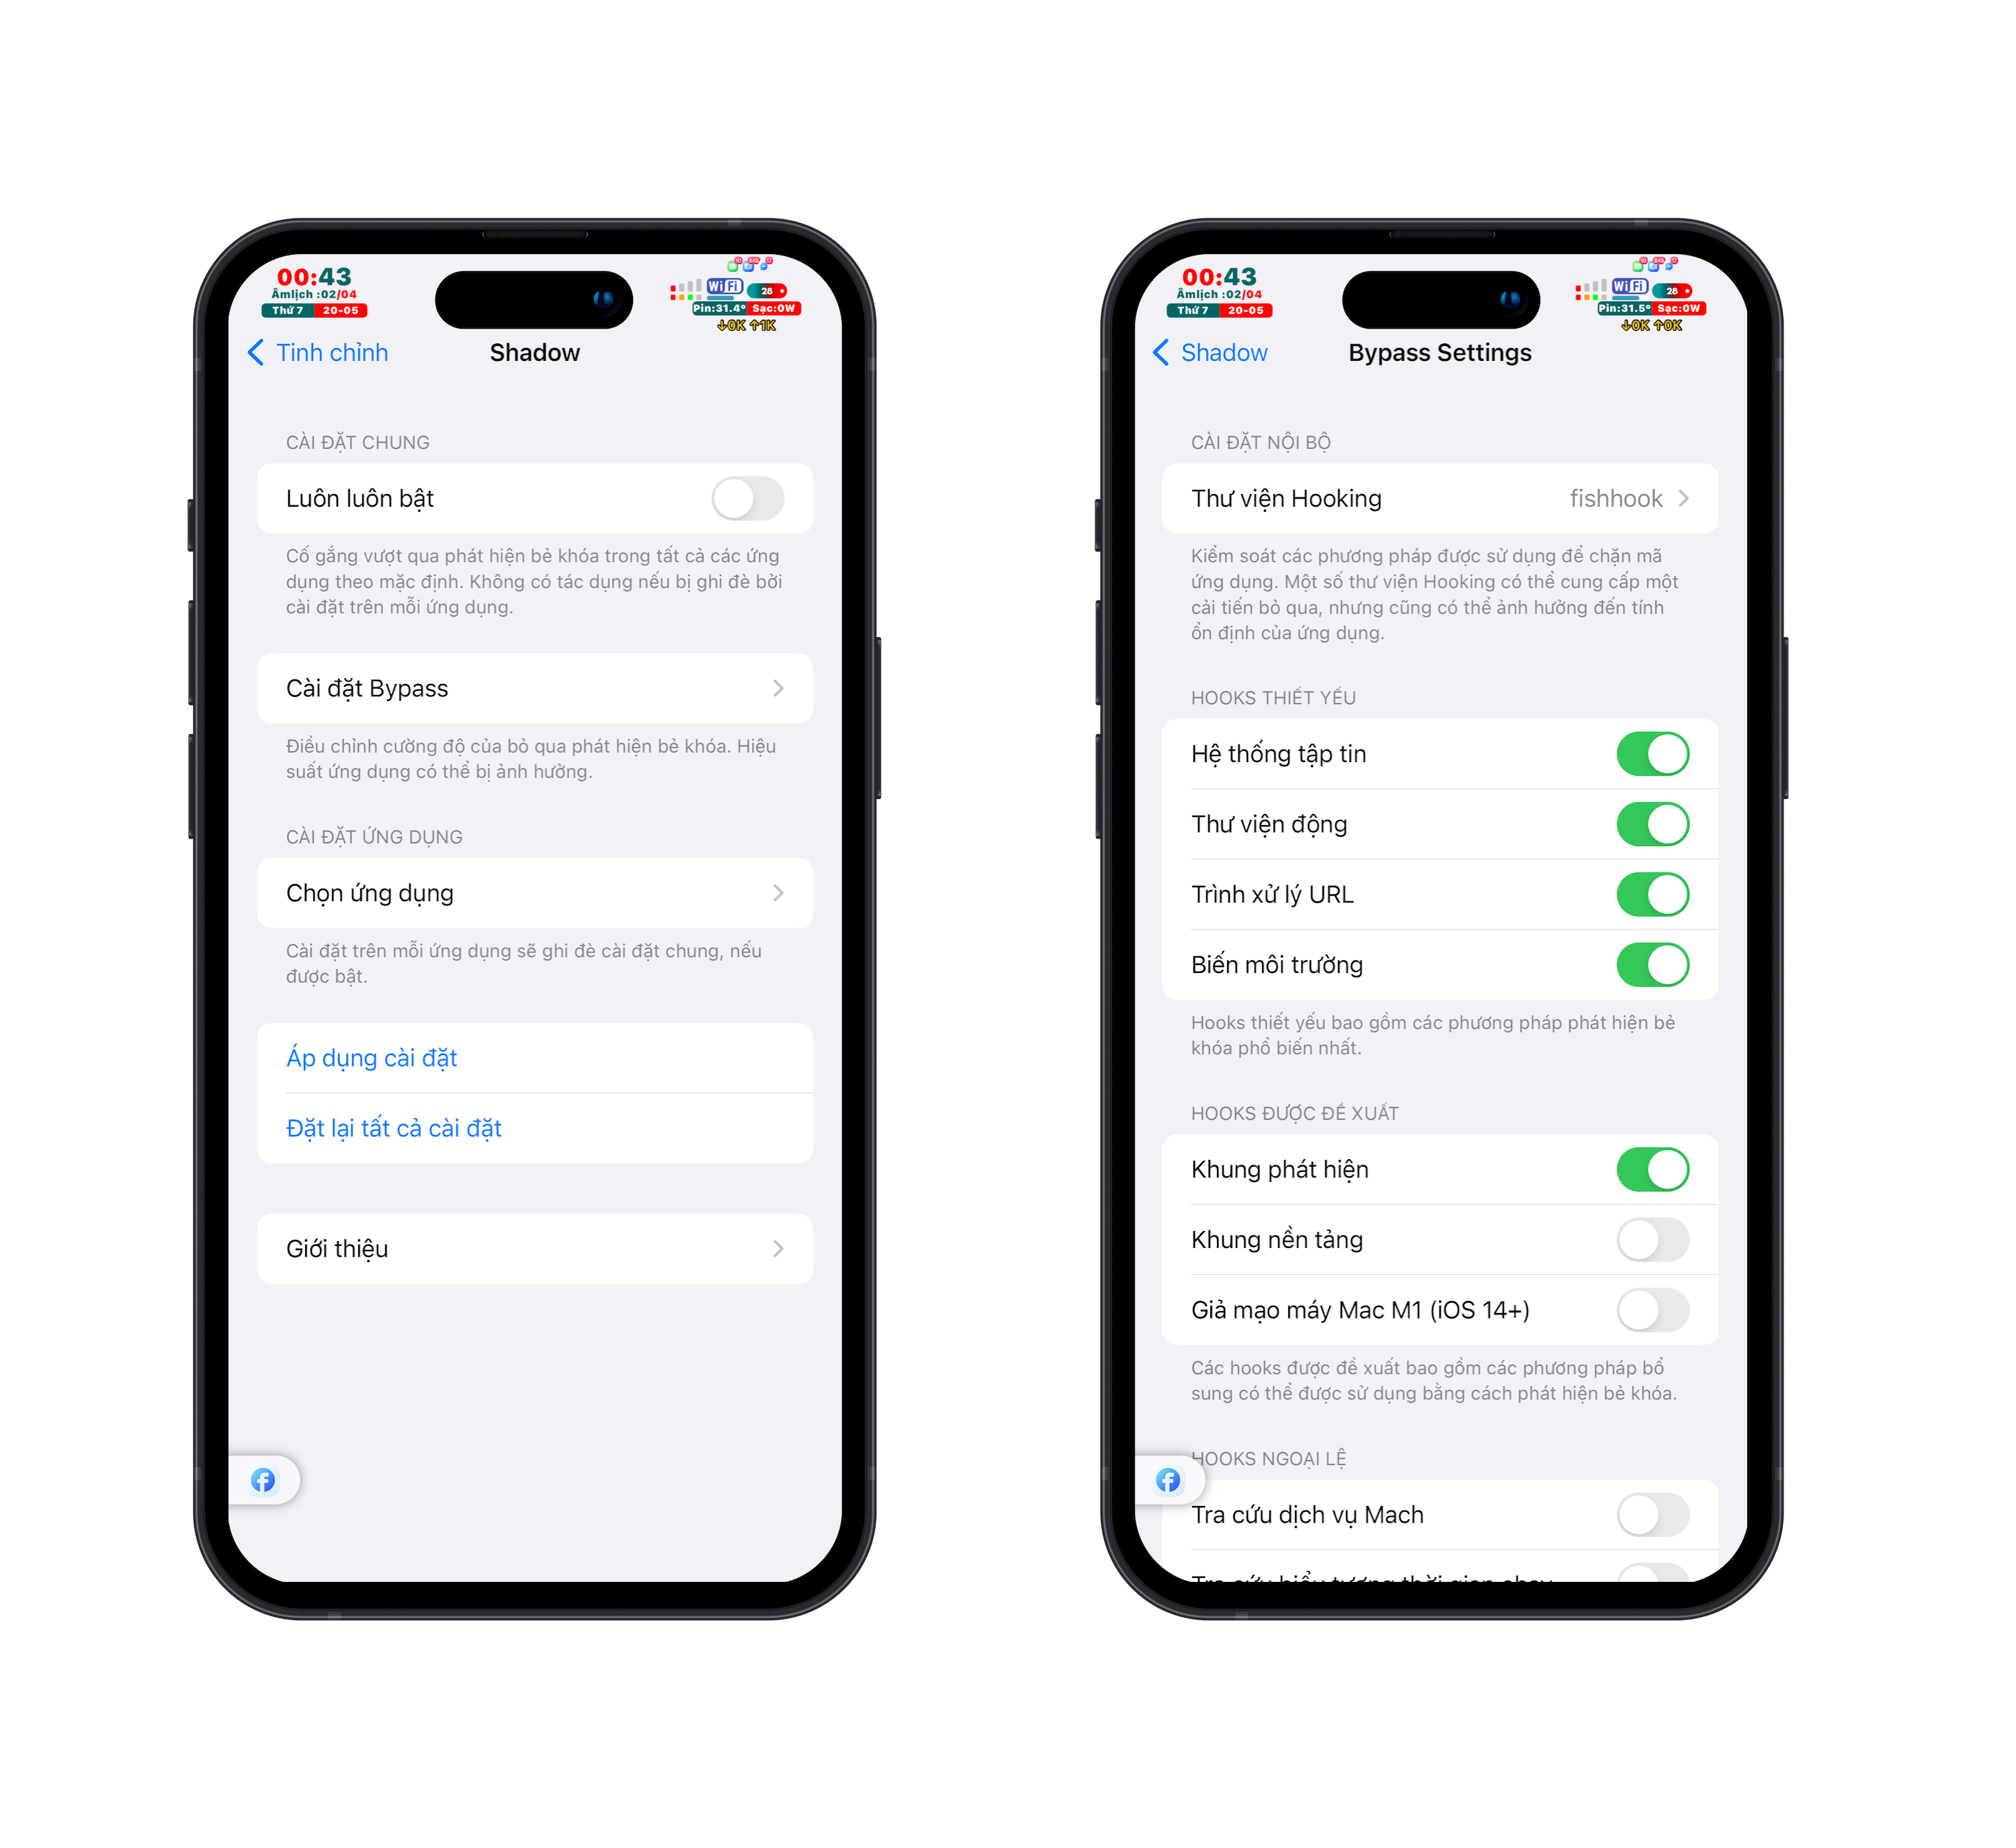 00:43
Âmlịch :02/04
Thứ 7 20-05
WiFi 28
Pin:31.4° Sạc:0W
↓0K ↑1K
Tinh chỉnh
Shadow
CÀI ĐẶT CHUNG
Luôn luôn bật
Cố gắng vượt qua phát hiện bẻ khóa trong tất cả các ứng
dụng theo mặc định. Không có tác dụng nếu bị ghi đè bởi
cài đặt trên mỗi ứng dụng.
Cài đặt Bypass
Điều chỉnh cường độ của bỏ qua phát hiện bẻ khóa. Hiệu
suất ứng dụng có thể bị ảnh hưởng.
CÀI ĐẶT ỨNG DỤNG
Chọn ứng dụng
Cài đặt trên mỗi ứng dụng sẽ ghi đè cài đặt chung, nếu
được bật.
Áp dụng cài đặt
Đặt lại tất cả cài đặt
Giới thiệu
00:43
Âmlịch :02/04
Thứ 7 20-05
WiFi 28
Pin:31.5° Sạc:0W
↓0K ↑0K
Shadow
Bypass Settings
CÀI ĐẶT NỘI BỘ
Thư viện Hooking fishhook
Kiểm soát các phương pháp được sử dụng để chặn mã
ứng dụng. Một số thư viện Hooking có thể cung cấp một
cải tiến bỏ qua, nhưng cũng có thể ảnh hưởng đến tính
ổn định của ứng dụng.
HOOKS THIẾT YẾU
Hệ thống tập tin
Thư viện động
Trình xử lý URL
Biến môi trường
Hooks thiết yếu bao gồm các phương pháp phát hiện bẻ
khóa phổ biến nhất.
HOOKS ĐƯỢC ĐỀ XUẤT
Khung phát hiện
Khung nền tảng
Giả mạo máy Mac M1 (iOS 14+)
Các hooks được đề xuất bao gồm các phương pháp bổ
sung có thể được sử dụng bằng cách phát hiện bẻ khóa.
HOOKS NGOẠI LỆ
Tra cứu dịch vụ Mach
Tra cứu biểu tượng thời gian chạy